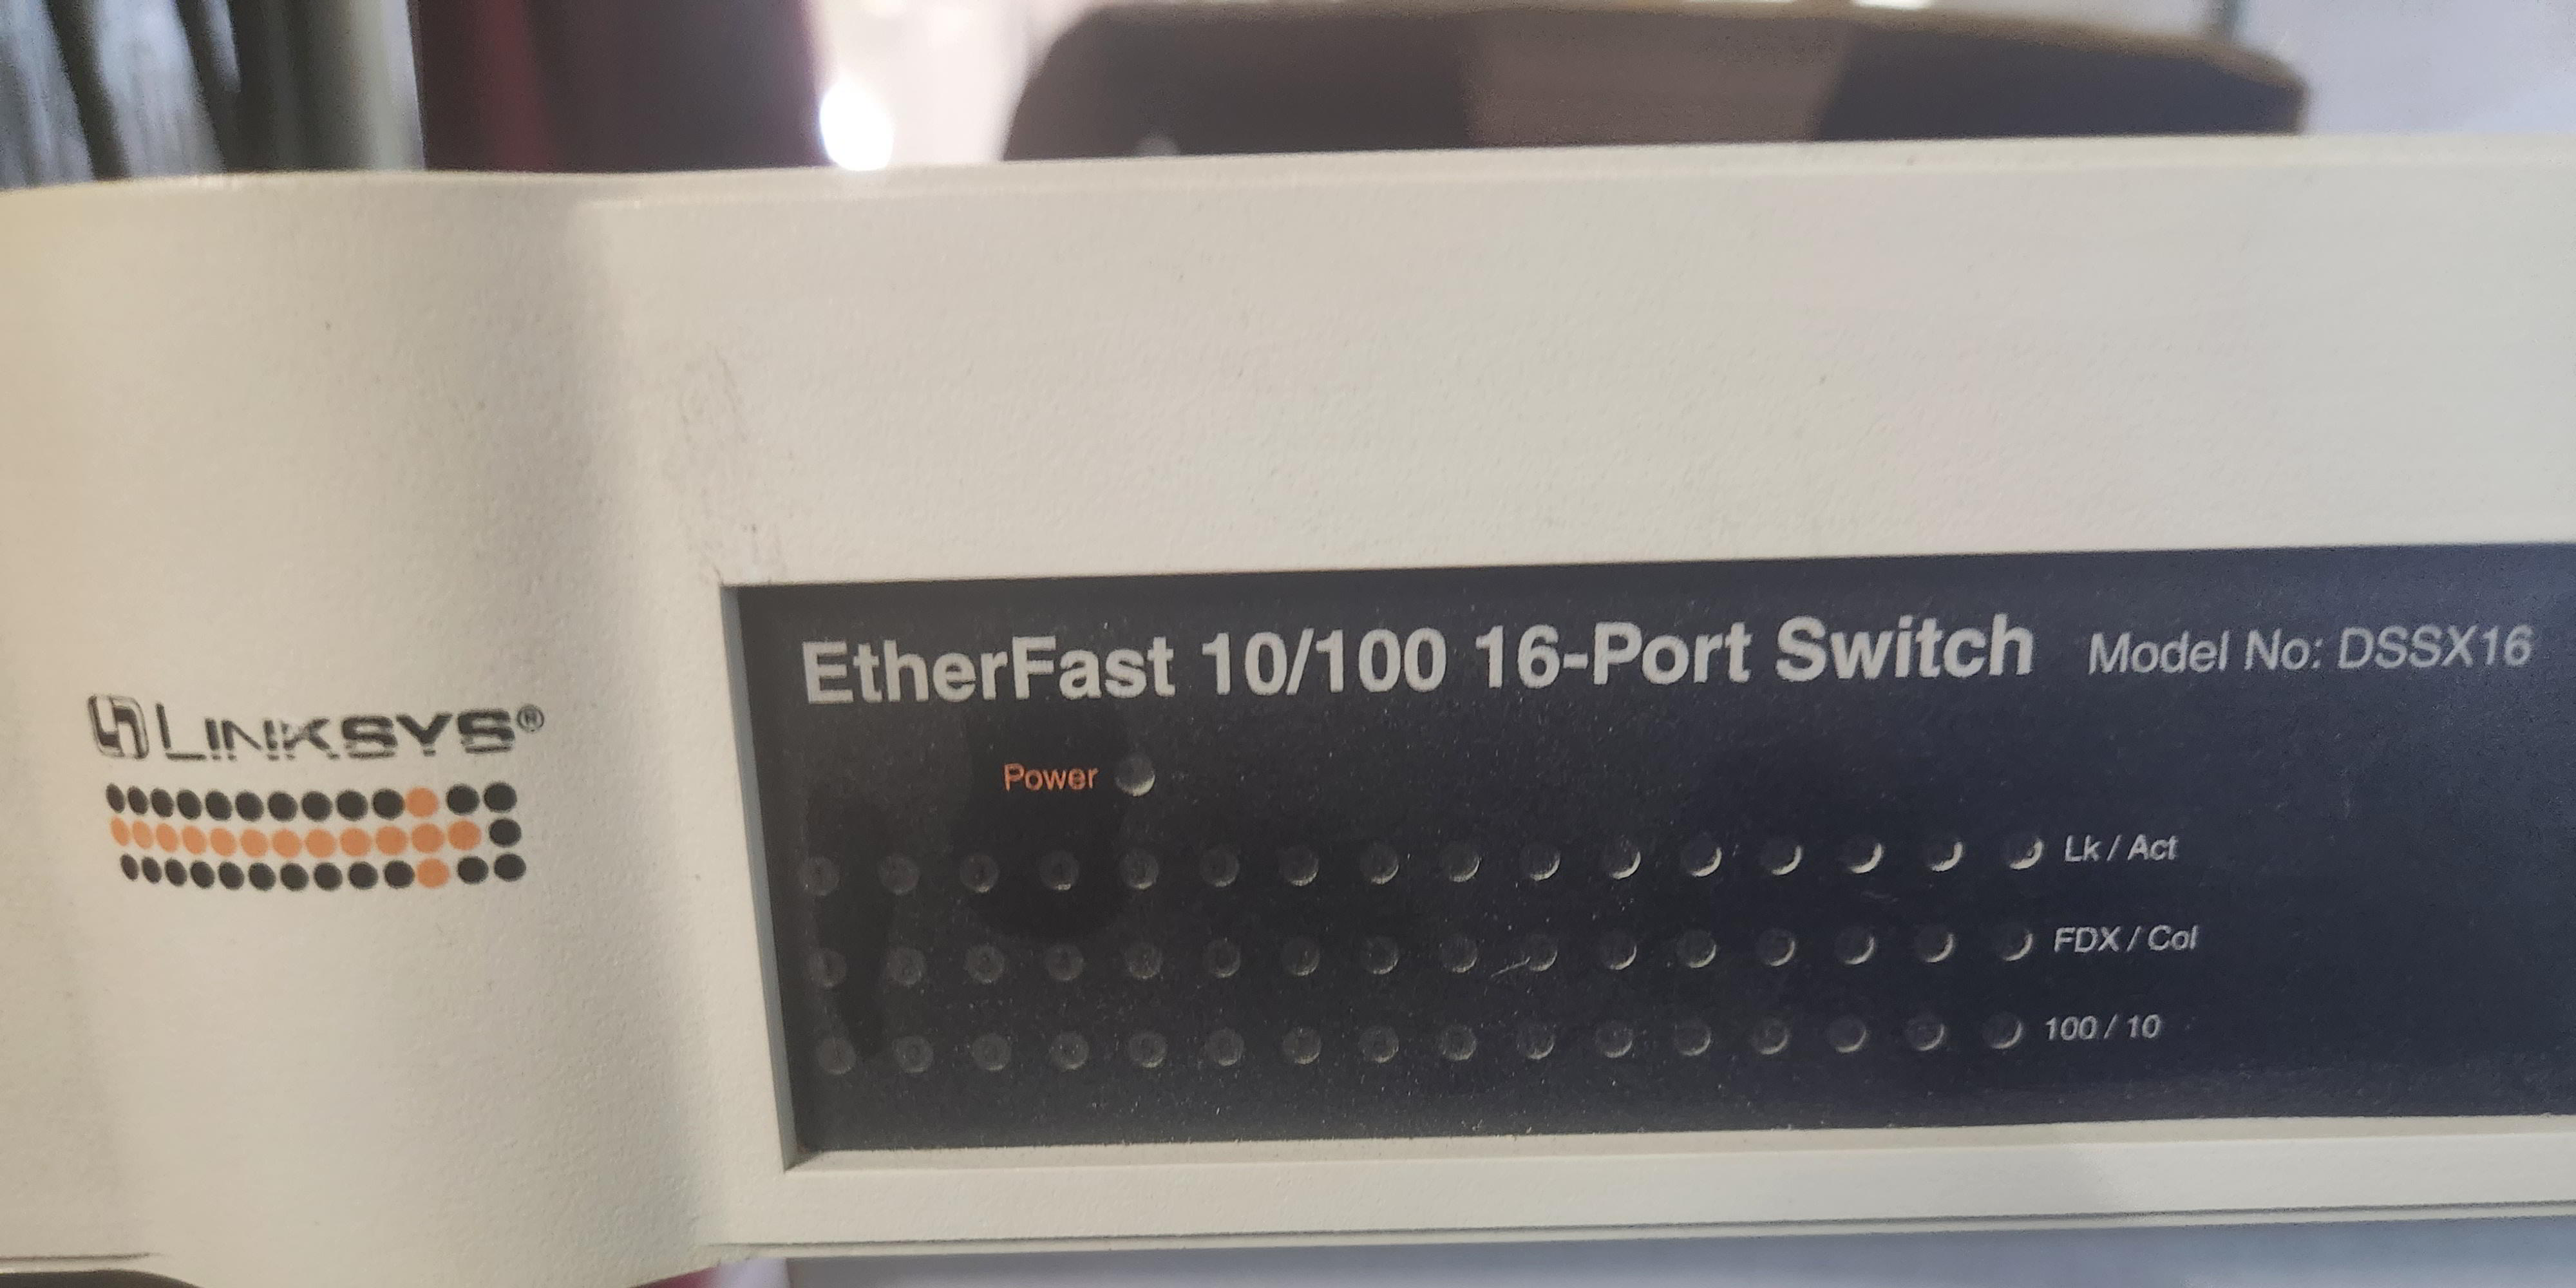 EtherFast 10/100 16-Port Switch Model No: DSSX16
LINKSYS®
Power
Lk / Act
FDX / Col
100 / 10